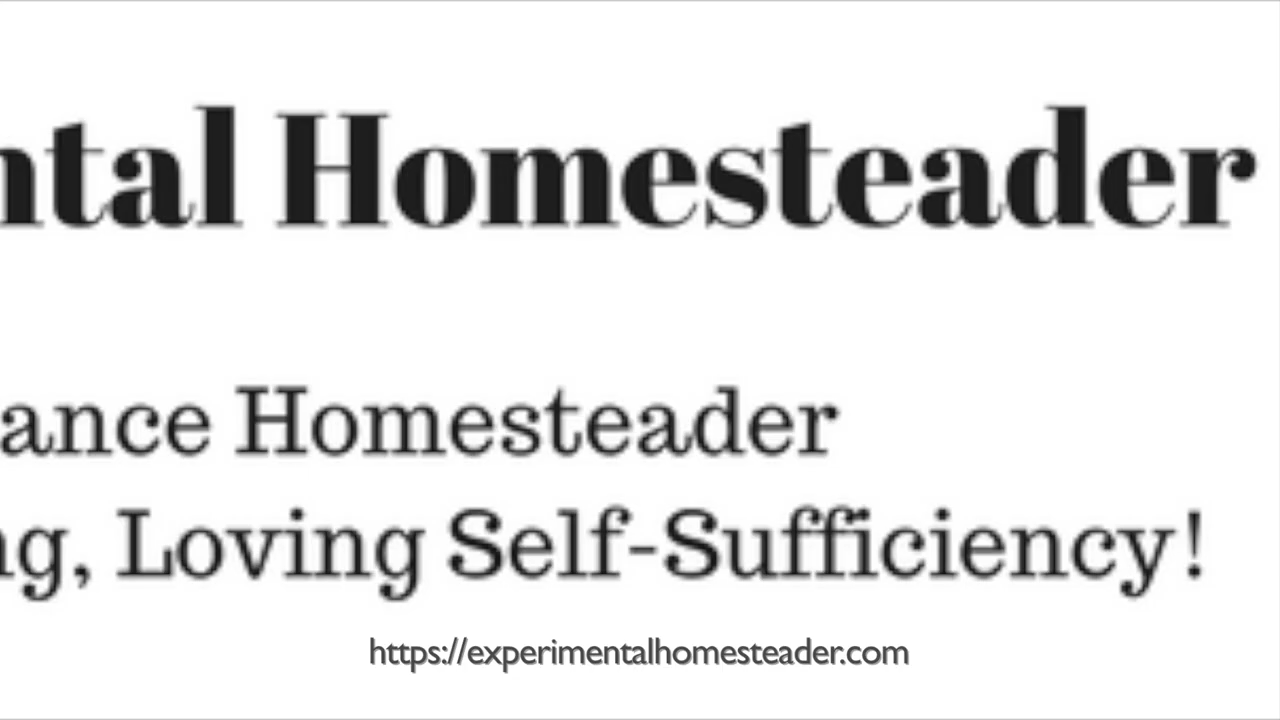 ntal Homesteader
ance Homesteader
ng, Loving Self-Sufficiency!
https://experimentalhomesteader.com